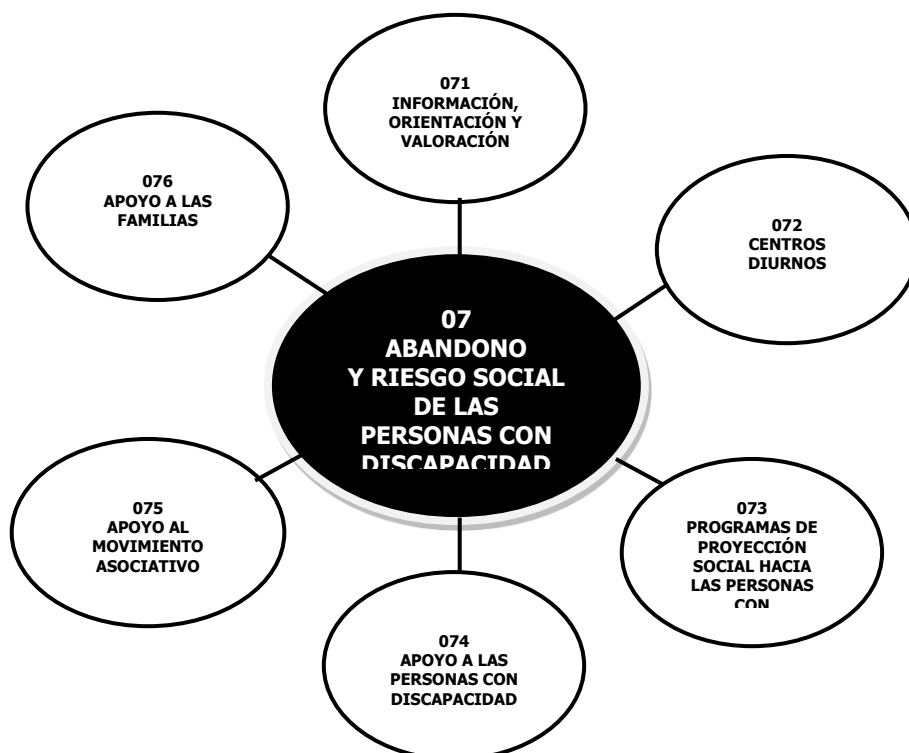 071
INFORMACIÓN,
ORIENTACIÓN Y
VALORACIÓN
076
APOYO A LAS
FAMILIAS
072
CENTROS
DIURNOS
07
ABANDONO
Y RIESGO SOCIAL
DE LAS
PERSONAS CON
DISCAPACIDAD
075
APOYO AL
MOVIMIENTO
ASOCIATIVO
073
PROGRAMAS DE
PROYECCIÓN
SOCIAL HACIA
LAS PERSONAS
CON
074
APOYO A LAS
PERSONAS CON
DISCAPACIDAD